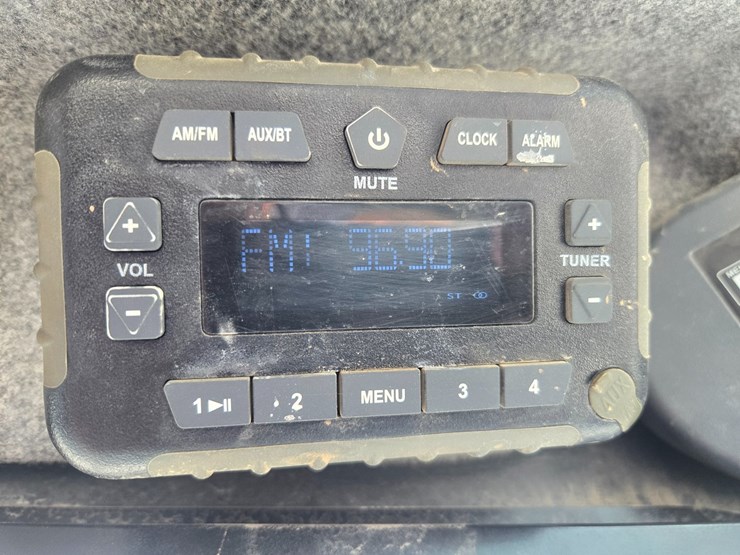 AM/FM AUX/BT CLOCK ALARM
MUTE
FM1 96.90
VOL TUNER
ST
1 2 MENU 3 4
AUX